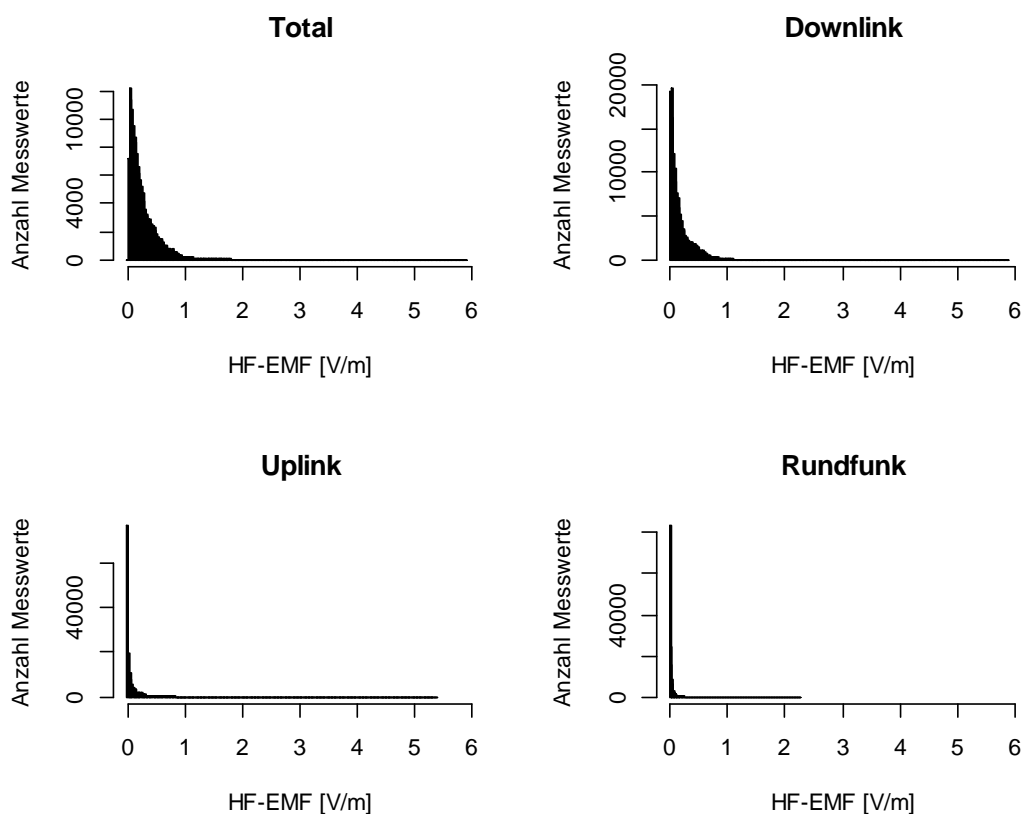 Total
Anzahl Messwerte
0
4000
10000
0 1 2 3 4 5 6
HF-EMF [V/m]
Downlink
Anzahl Messwerte
0
10000
20000
0 1 2 3 4 5 6
HF-EMF [V/m]
Uplink
Anzahl Messwerte
0
40000
0 1 2 3 4 5 6
HF-EMF [V/m]
Rundfunk
Anzahl Messwerte
0
40000
0 1 2 3 4 5 6
HF-EMF [V/m]